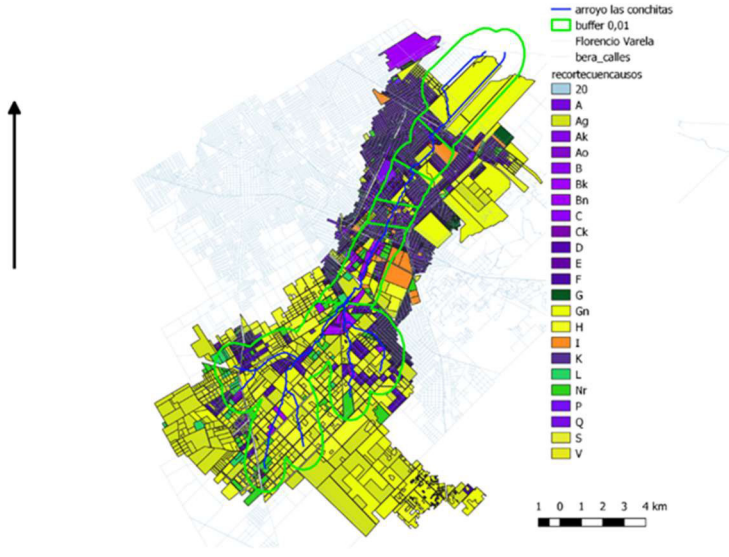 arroyo las conchitas
buffer 0,01
Florencio Varela
bera_calles
recortecuencausos
20
A
Ag
Ak
Ao
B
Bk
Bn
C
Ck
D
E
F
G
Gn
H
I
K
L
Nr
P
Q
S
V
1 0 1 2 3 4 km